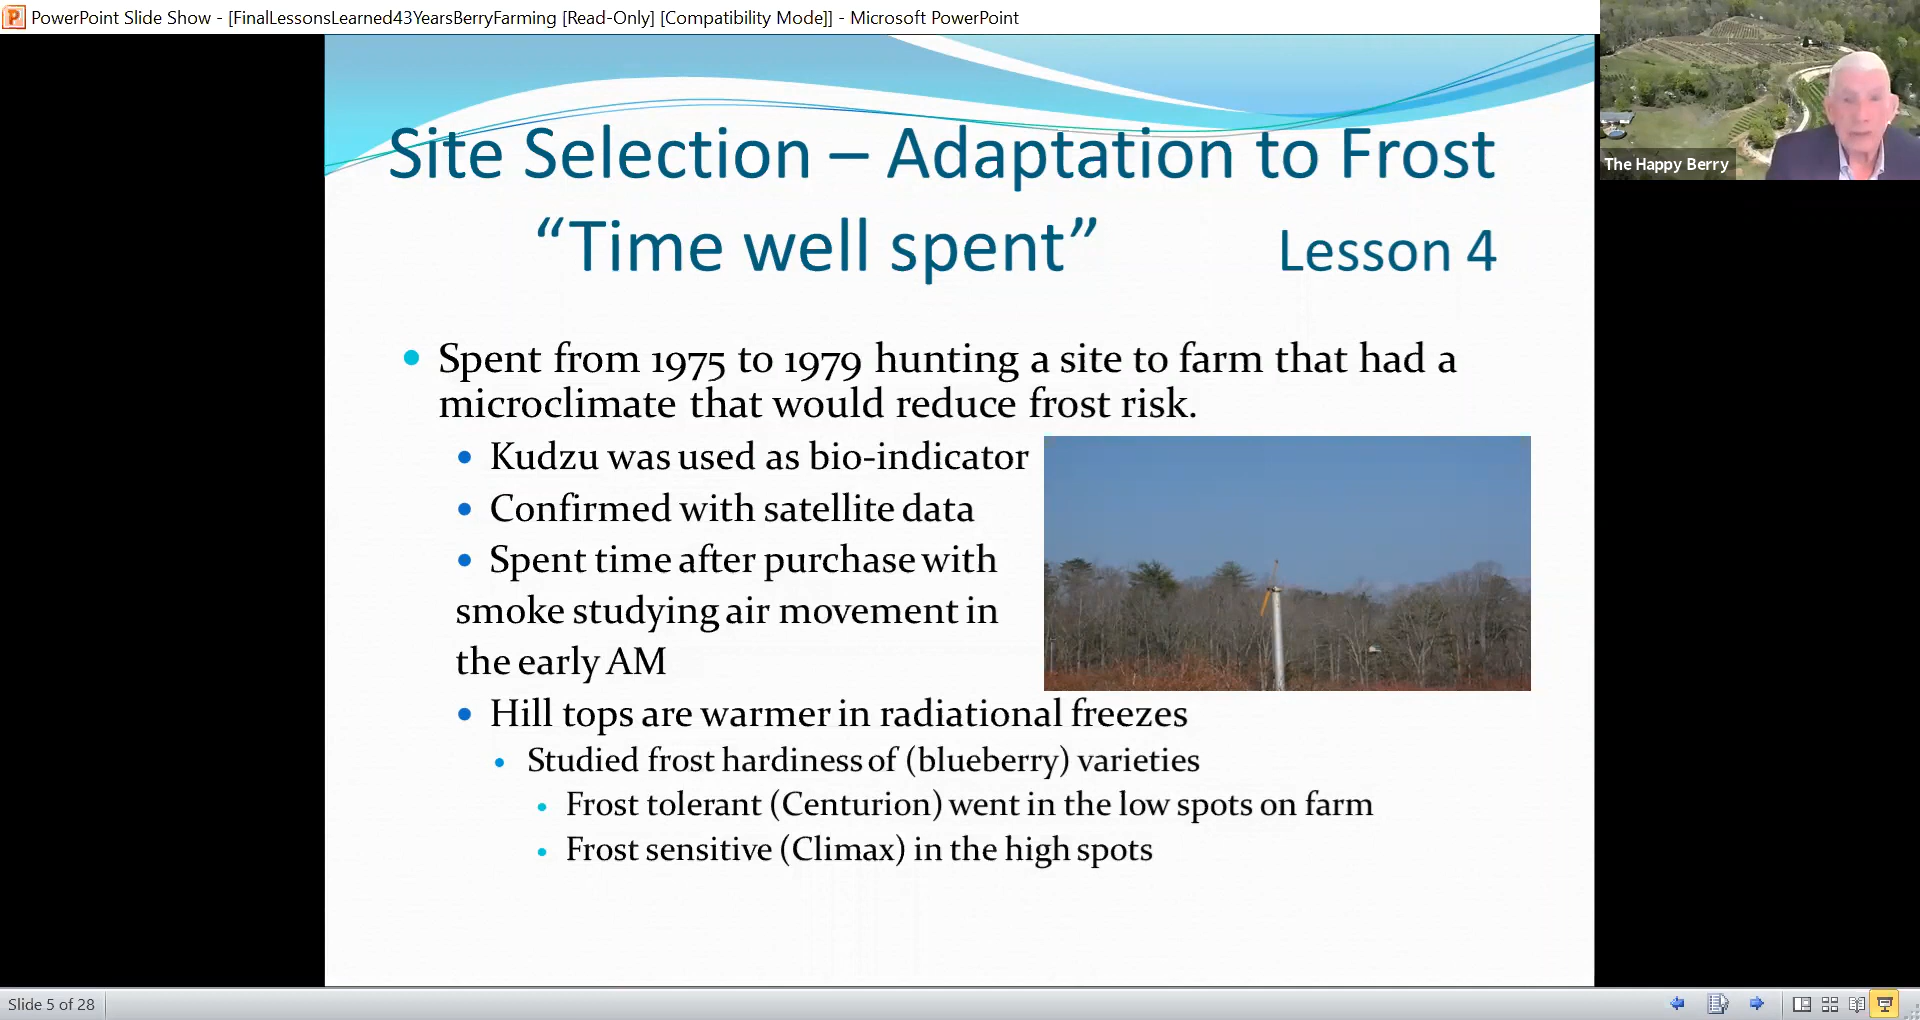 PowerPoint Slide Show - [FinalLessonsLearned43YearsBerryFarming [Read-Only] [Compatibility Mode]] - Microsoft PowerPoint
The Happy Berry
Site Selection – Adaptation to Frost
“Time well spent” Lesson 4
Spent from 1975 to 1979 hunting a site to farm that had a
microclimate that would reduce frost risk.
Kudzu was used as bio-indicator
Confirmed with satellite data
Spent time after purchase with
smoke studying air movement in
the early AM
Hill tops are warmer in radiational freezes
Studied frost hardiness of (blueberry) varieties
Frost tolerant (Centurion) went in the low spots on farm
Frost sensitive (Climax) in the high spots
Slide 5 of 28